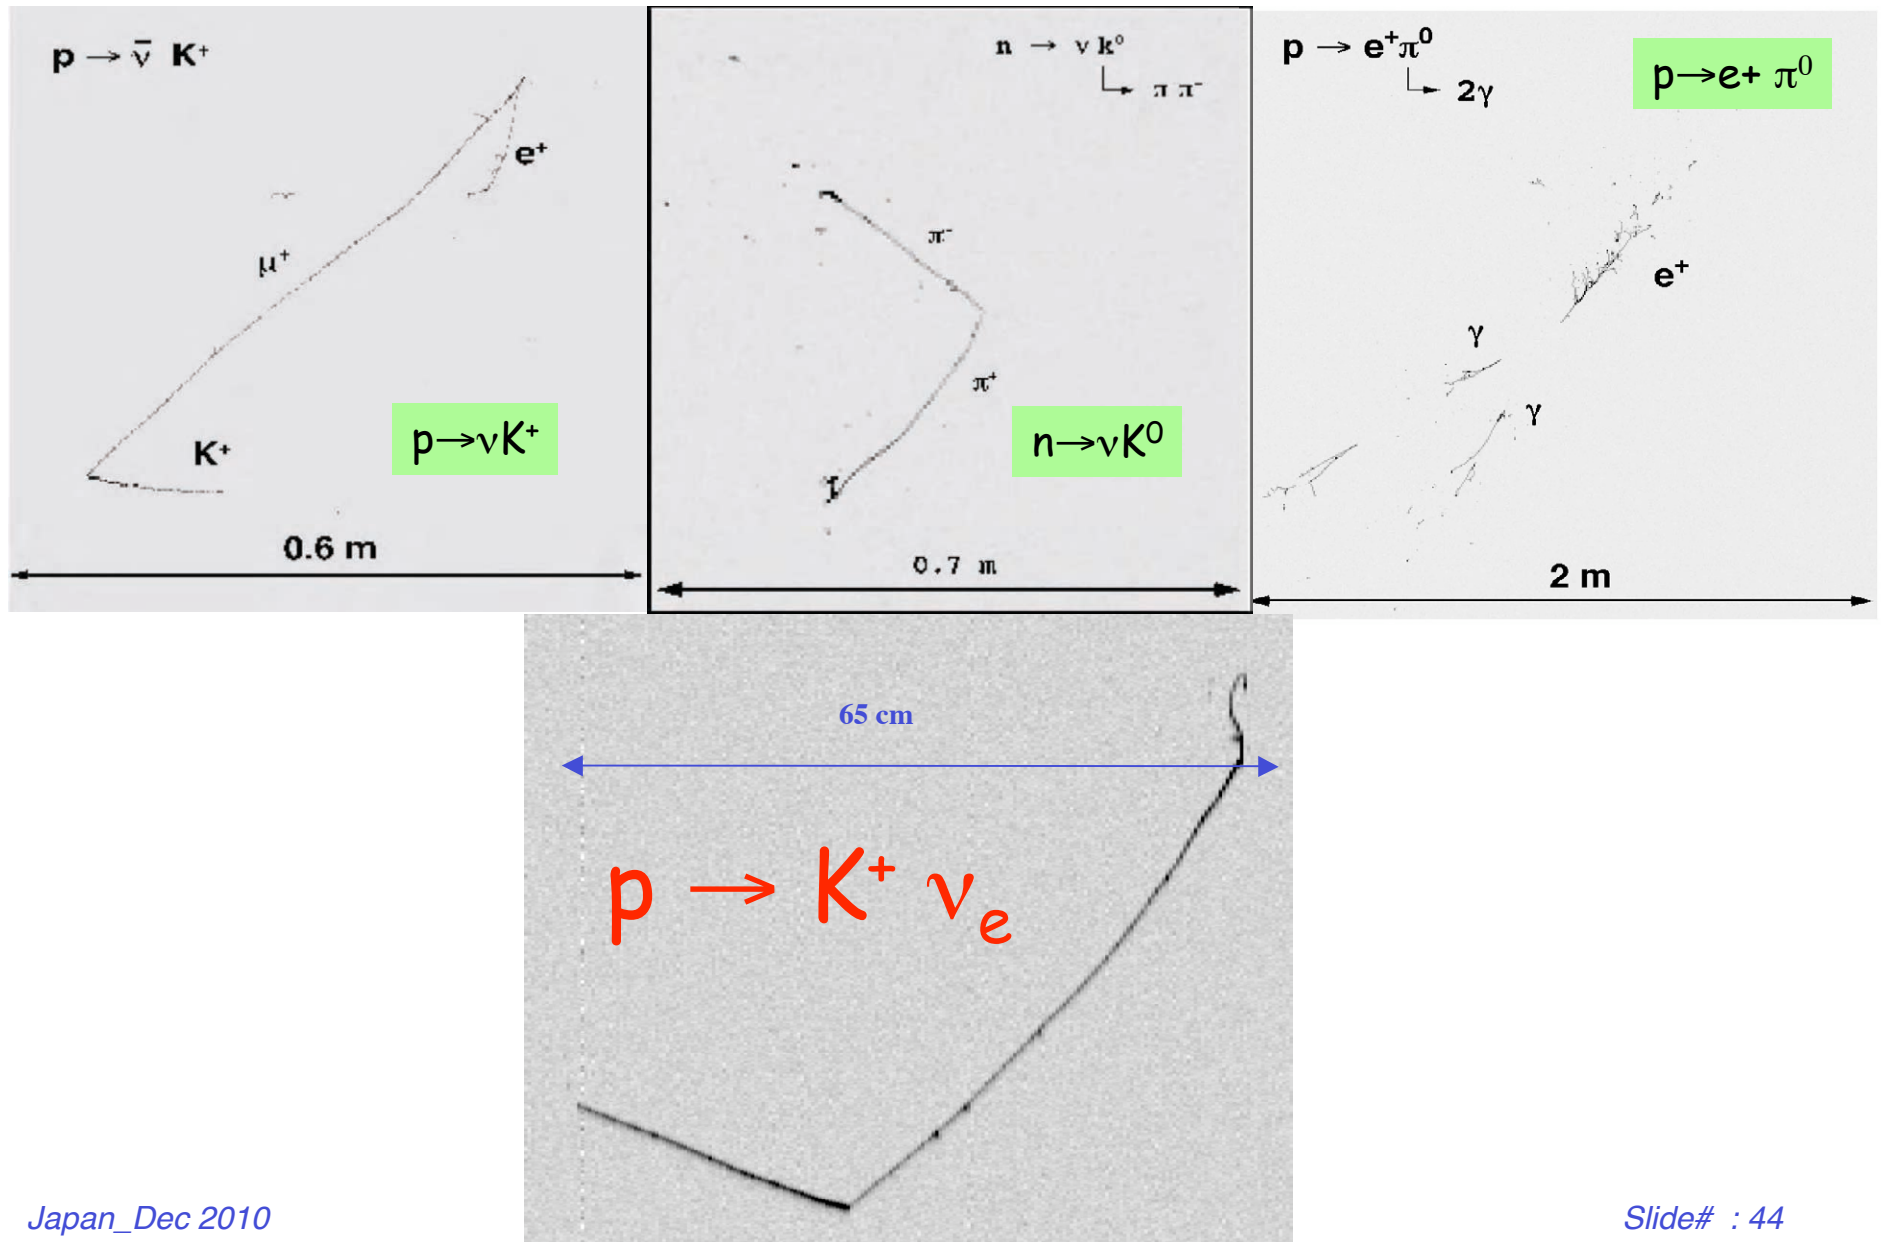 p → ν̄ K⁺
e⁺
μ⁺
K⁺
p→νK⁺
0.6 m
n → ν k⁰
π π⁻
π⁻
π⁺
n→νK⁰
0.7 m
p → e⁺π⁰
2γ
p→e+ π⁰
e⁺
γ
γ
2 m
65 cm
p → K⁺ νₑ
Japan_Dec 2010
Slide# : 44